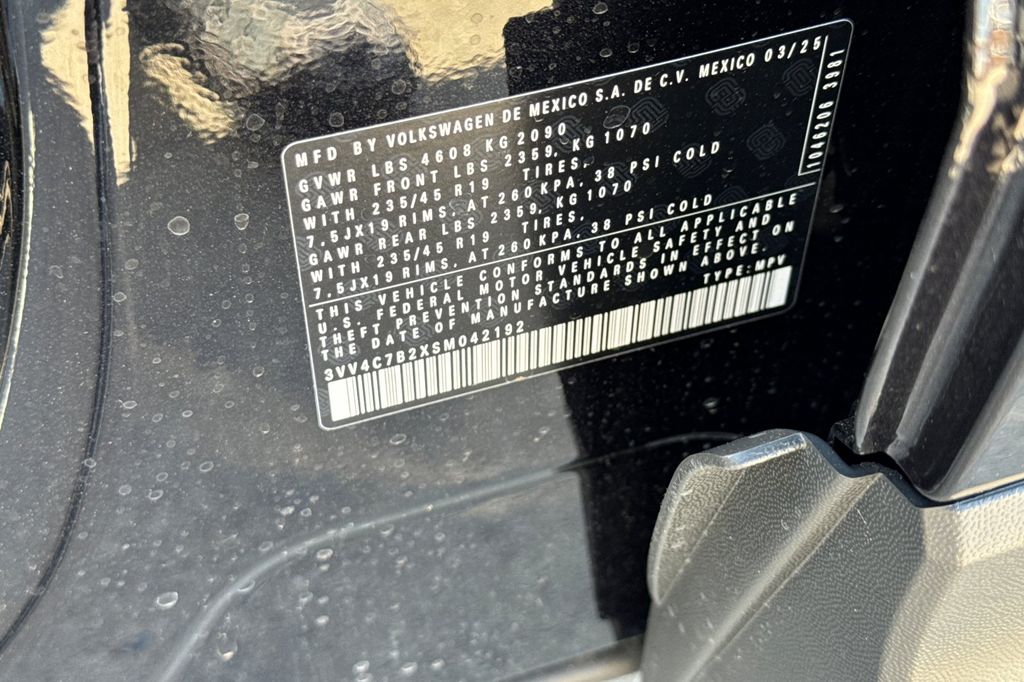 MFD BY VOLKSWAGEN DE MEXICO S.A. DE C.V. MEXICO 03/25
GVWR LBS 4608 KG 2090
GAWR FRONT LBS 2359, KG 1070
WITH 235/45 R19 TIRES,
7,5JX19 RIMS, AT 260KPA, 38 PSI COLD
GAWR REAR LBS 2359, KG 1070
WITH 235/45 R19 TIRES,
7,5JX19 RIMS, AT 260KPA, 38 PSI COLD
THIS VEHICLE CONFORMS TO ALL APPLICABLE
U.S. FEDERAL MOTOR VEHICLE SAFETY AND
THEFT PREVENTION STANDARDS IN EFFECT ON
THE DATE OF MANUFACTURE SHOWN ABOVE.
3VV4C7B2XSM042192 TYPE: MPV
1046206 3981